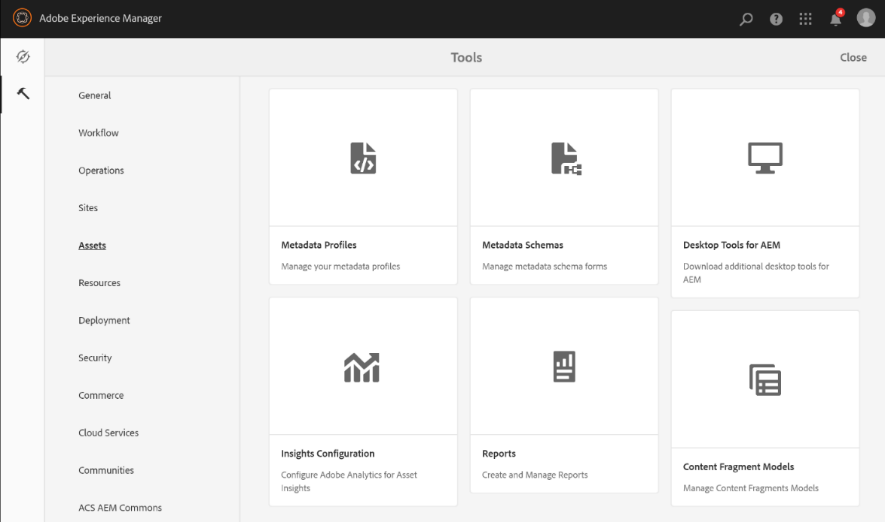 Adobe Experience Manager
4
Tools
Close
General
Workflow
Operations
Sites
Assets
Resources
Deployment
Security
Commerce
Cloud Services
Communities
ACS AEM Commons
Metadata Profiles
Manage your metadata profiles
Metadata Schemas
Manage metadata schema forms
Desktop Tools for AEM
Download additional desktop tools for
AEM
Insights Configuration
Configure Adobe Analytics for Asset
Insights
Reports
Create and Manage Reports
Content Fragment Models
Manage Content Fragments Models